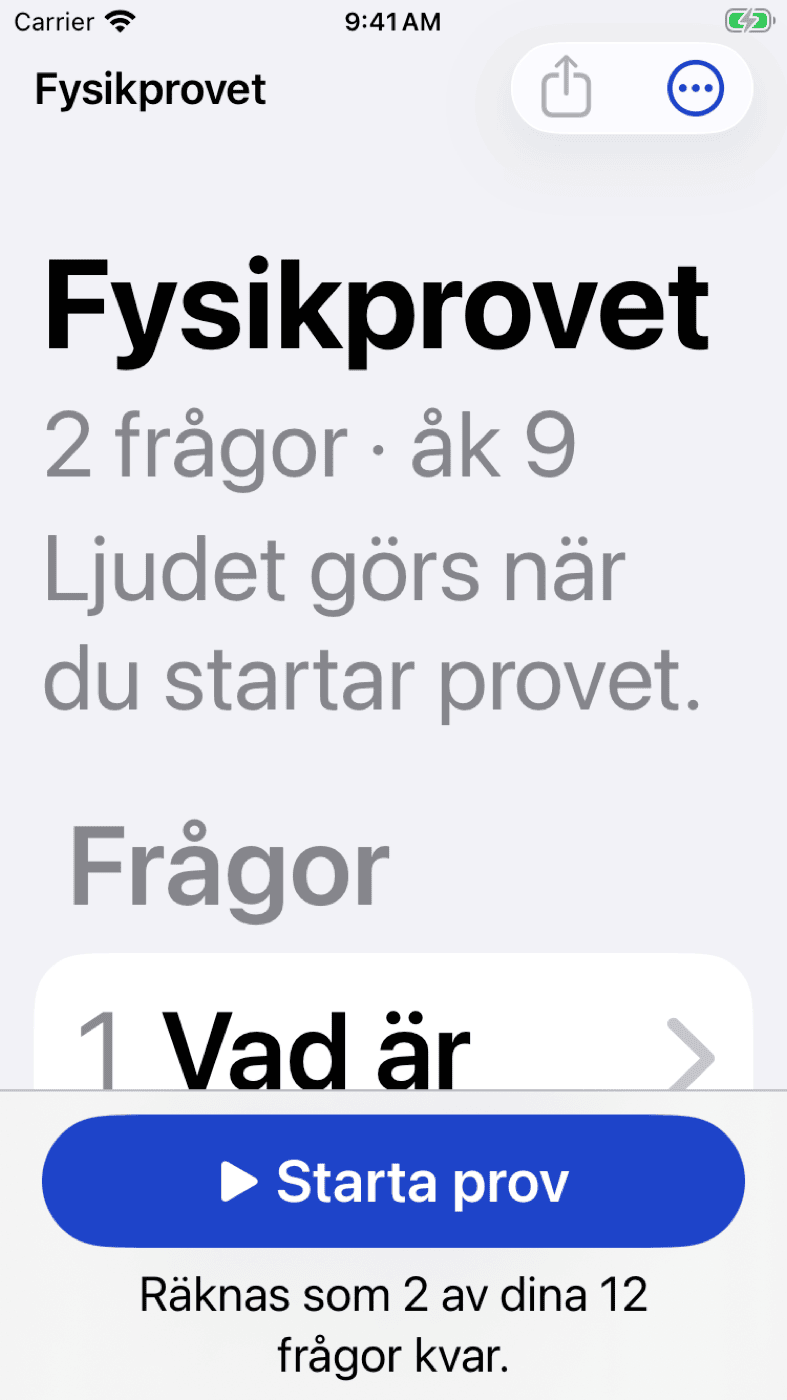 Carrier 9:41 AM
Fysikprovet
Fysikprovet
2 frågor · åk 9
Ljudet görs när
du startar provet.
Frågor
1 Vad är
Starta prov
Räknas som 2 av dina 12
frågor kvar.